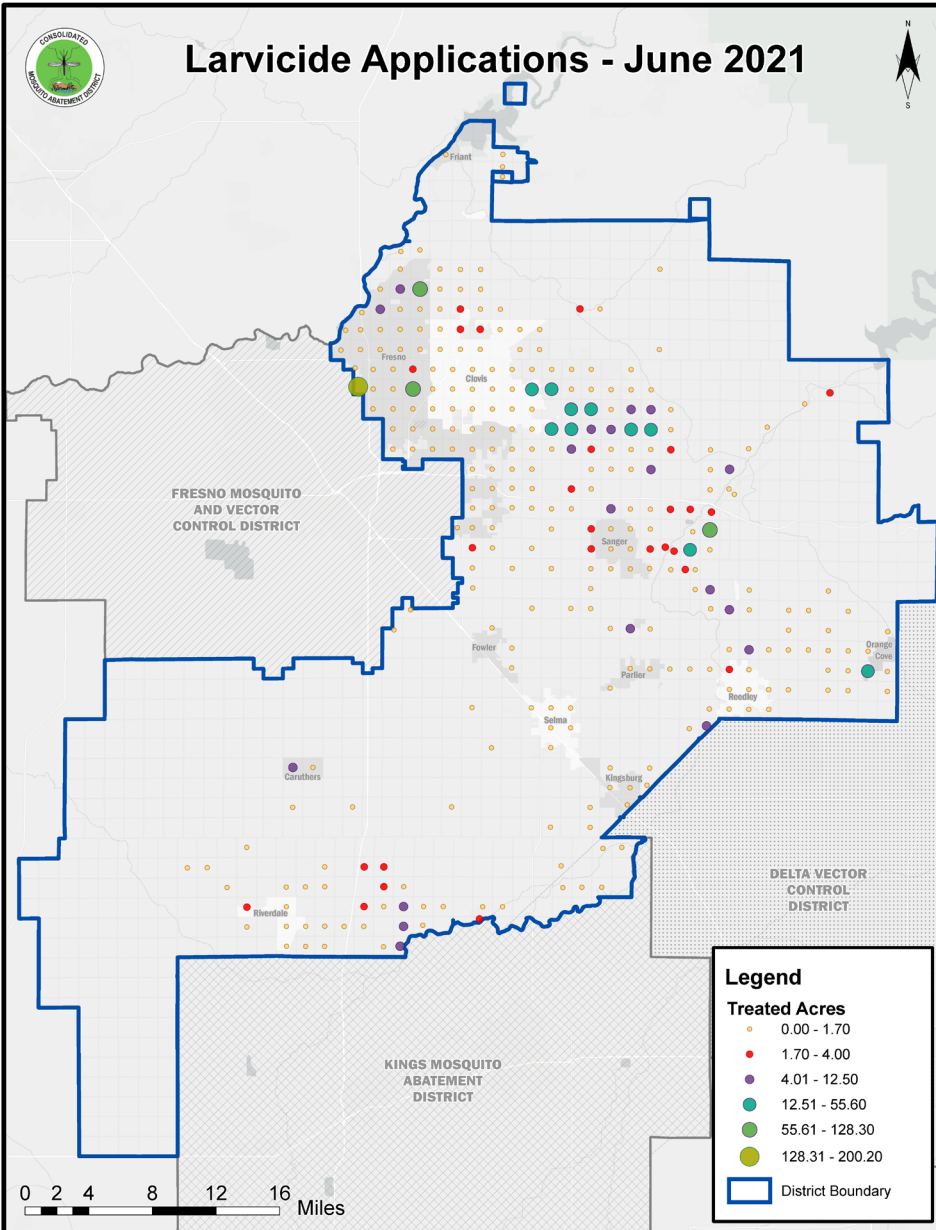 CONSOLIDATED
MOSQUITO ABATEMENT DISTRICT
Larvicide Applications - June 2021
N
S
Friant
Fresno
Clovis
FRESNO MOSQUITO
AND VECTOR
CONTROL DISTRICT
Sanger
Fowler
Parlier
Orange
Cove
Reedley
Selma
Caruthers
Kingsburg
DELTA VECTOR
CONTROL
DISTRICT
Riverdale
KINGS MOSQUITO
ABATEMENT
DISTRICT
Legend
Treated Acres
0.00 - 1.70
1.70 - 4.00
4.01 - 12.50
12.51 - 55.60
55.61 - 128.30
128.31 - 200.20
District Boundary
0 2 4 8 12 16
Miles